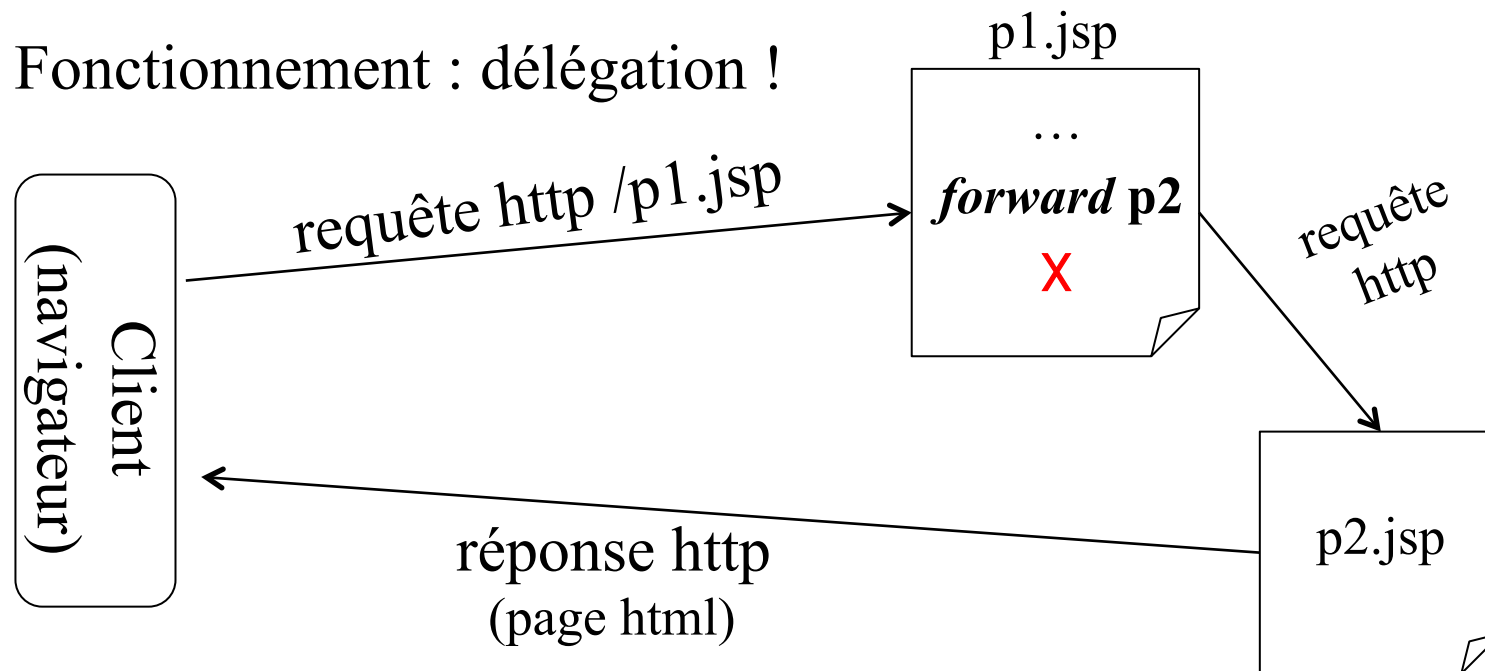 Fonctionnement : délégation !
p1.jsp
…
forward p2
X
requête http /p1.jsp
requête
http
Client
(navigateur)
p2.jsp
réponse http
(page html)